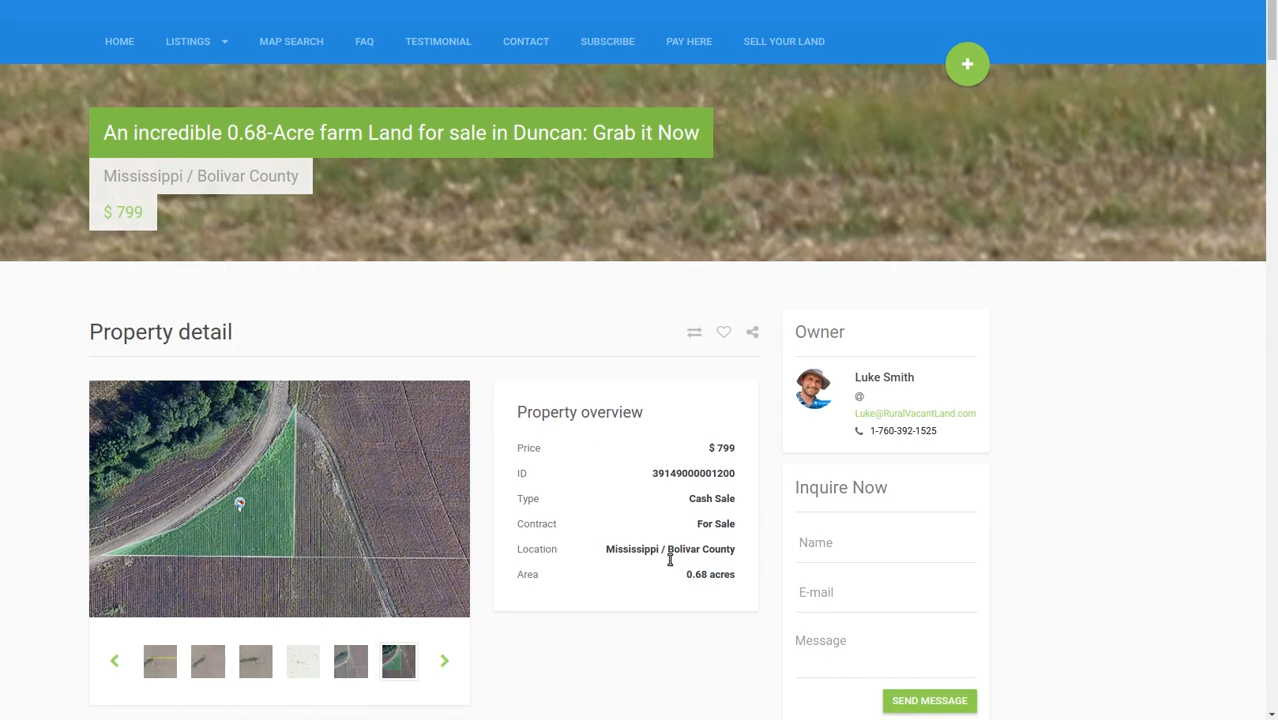 HOME LISTINGS MAP SEARCH FAQ TESTIMONIAL CONTACT SUBSCRIBE PAY HERE SELL YOUR LAND
An incredible 0.68-Acre farm Land for sale in Duncan: Grab it Now
Mississippi / Bolivar County
$ 799
Property detail
Property overview
Price $ 799
ID 39149000001200
Type Cash Sale
Contract For Sale
Location Mississippi / Bolivar County
Area 0.68 acres
Owner
Luke Smith
@
Luke@RuralVacantLand.com
1-760-392-1525
Inquire Now
Name
E-mail
Message
SEND MESSAGE